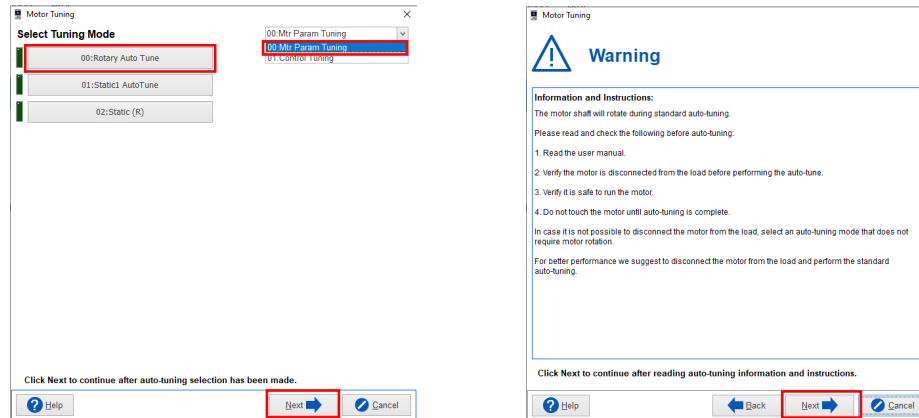 Motor Tuning
Select Tuning Mode
00:Mtr Param Tuning
00:Mtr Param Tuning
01:Control Tuning
00:Rotary Auto Tune
01:Static1 AutoTune
02:Static (R)
Click Next to continue after auto-tuning selection has been made.
Help
Next
Cancel
Motor Tuning
Warning
Information and Instructions:
The motor shaft will rotate during standard auto-tuning.
Please read and check the following before auto-tuning:
1. Read the user manual.
2. Verify the motor is disconnected from the load before performing the auto-tune.
3. Verify it is safe to run the motor.
4. Do not touch the motor until auto-tuning is complete.
In case it is not possible to disconnect the motor from the load, select an auto-tuning mode that does not
require motor rotation.
For better performance we suggest to disconnect the motor from the load and perform the standard
auto-tuning.
Click Next to continue after reading auto-tuning information and instructions.
Help
Back
Next
Cancel